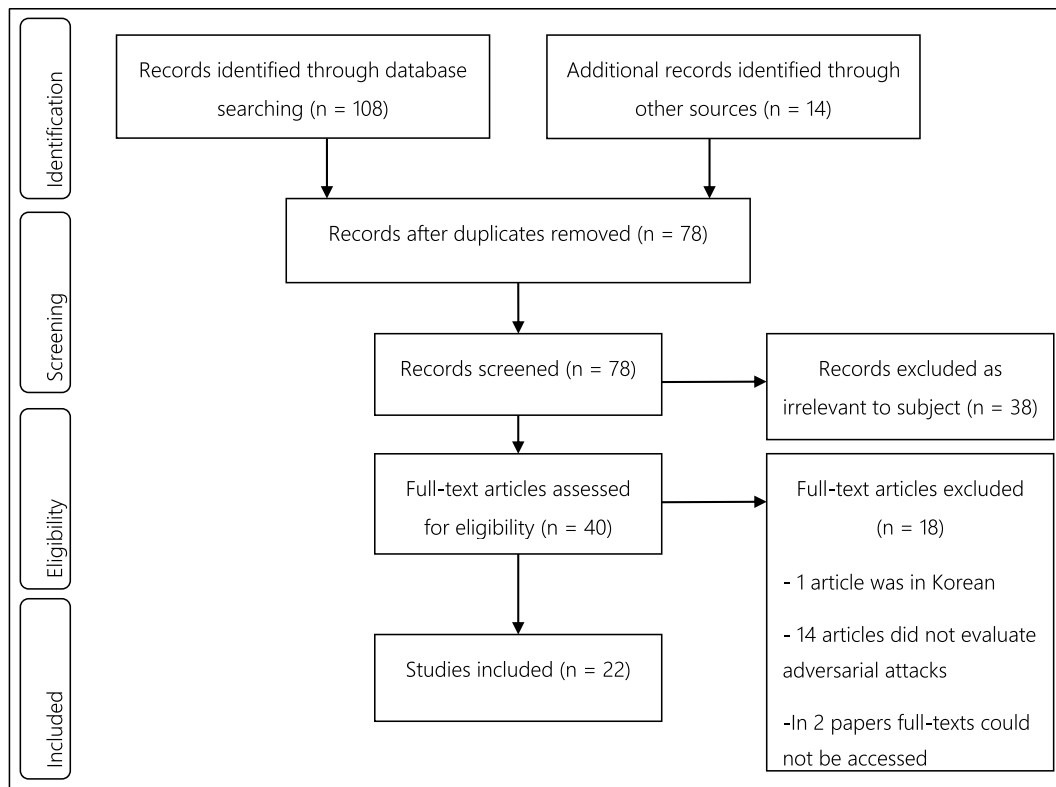 Identification
Records identified through database
searching (n = 108)
Additional records identified through
other sources (n = 14)
Records after duplicates removed (n = 78)
Screening
Records screened (n = 78)
Records excluded as
irrelevant to subject (n = 38)
Eligibility
Full-text articles assessed
for eligibility (n = 40)
Full-text articles excluded
(n = 18)
- 1 article was in Korean
- 14 articles did not evaluate
adversarial attacks
-In 2 papers full-texts could
not be accessed
Included
Studies included (n = 22)